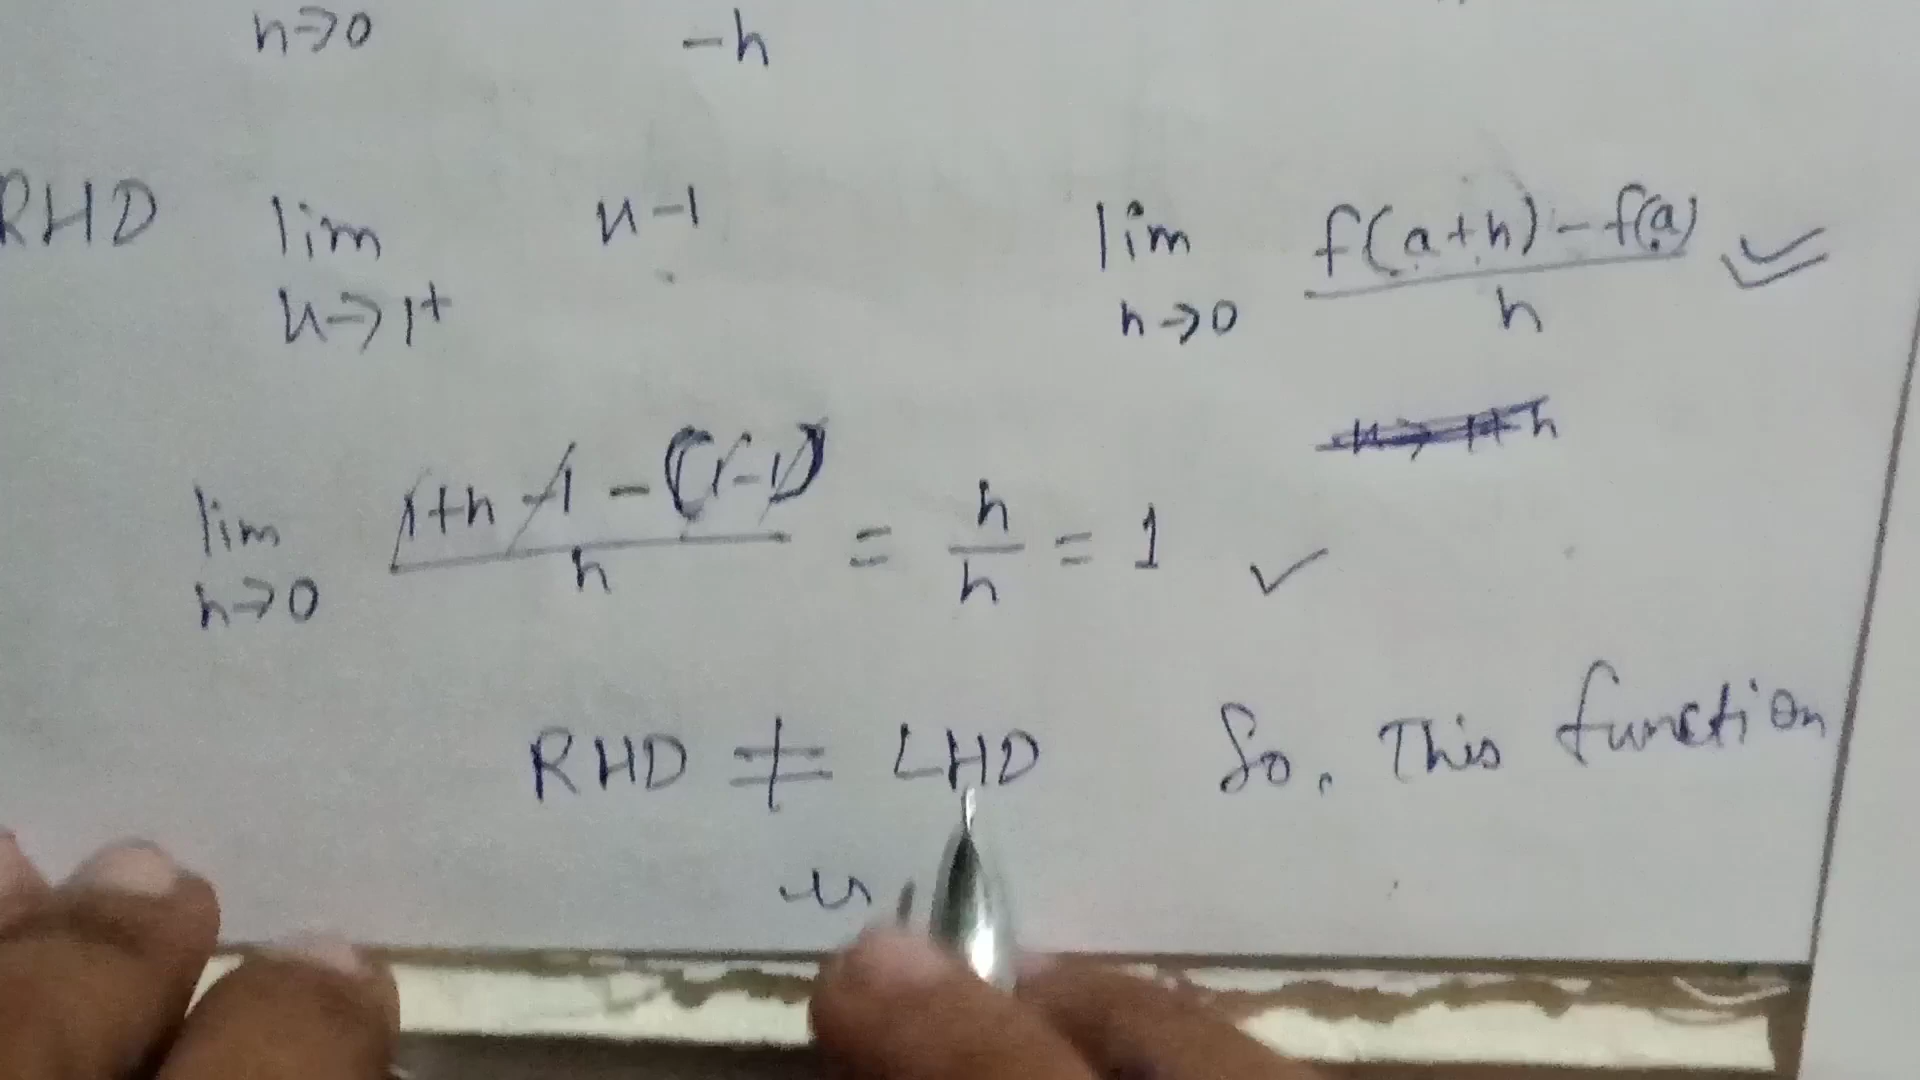 h→0 -h
RHD lim x-1 lim f(a+h)-f(a)
x→1+ h→0 h
lim 1+h-1-(1-1) = h = 1
h→0 h h
RHD ≠ LHD So, This function